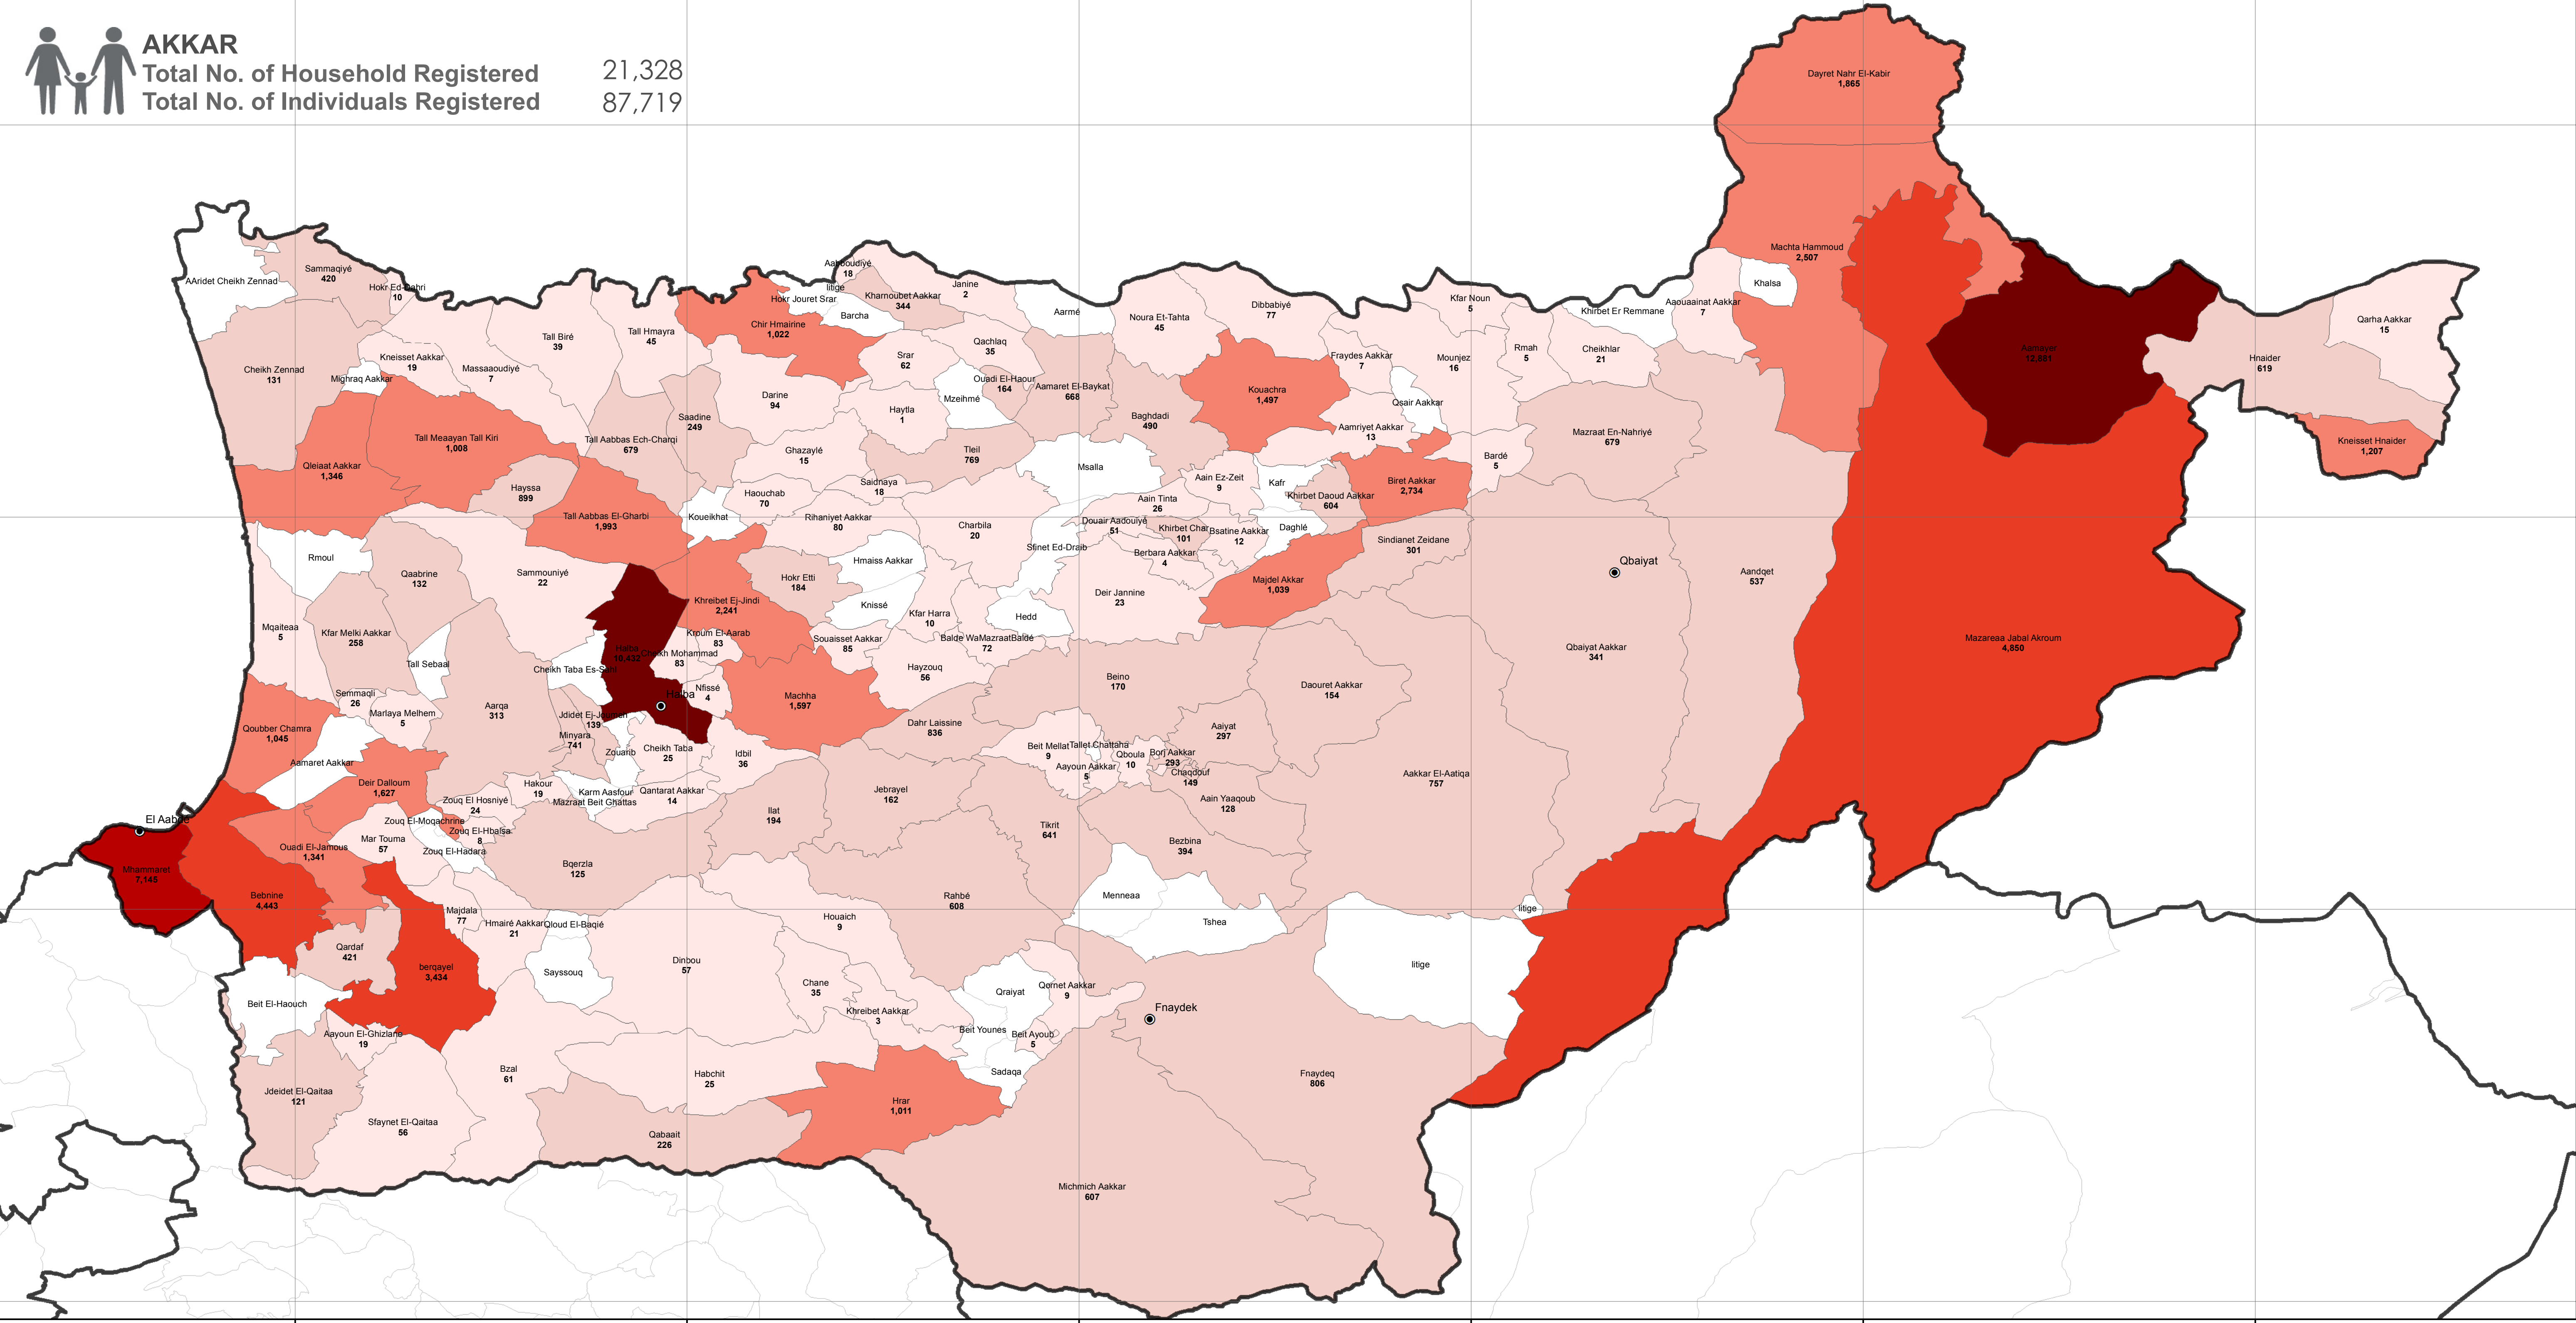 AKKAR
Total No. of Household Registered 21,328
Total No. of Individuals Registered 87,719
Dayret Nahr El-Kabir
1,865
Machta Hammoud
2,507
AAridet Cheikh Zennad
Sammaqiyé
420
Hokr Ed-Dahri
10
Aabboudiyé
18
litige
Hokr Jouret Srar
Barcha
Kharnoubet Aakkar
344
Janine
2
Aarmé
Noura Et-Tahta
45
Dibbabiyé
77
Kfar Noun
5
Khirbet Er Remmane
Aaouaainat Aakkar
7
Khalsa
Qarha Aakkar
15
Hnaider
619
Kneisset Hnaider
1,207
Cheikh Zennad
131
Mighraq Aakkar
Kneisset Aakkar
19
Massaaoudiyé
7
Tall Biré
39
Tall Hmayra
45
Chir Hmairine
1,022
Srar
62
Qachlaq
35
Ouadi El-Haour
164
Mzeihmé
Aamaret El-Baykat
668
Fraydes Aakkar
7
Mounjez
16
Rmah
5
Cheikhlar
21
Kouachra
1,497
Qsair Aakkar
Darine
94
Haytla
1
Baghdadi
490
Aamriyet Aakkar
13
Mazraat En-Nahriyé
679
Qleiaat Aakkar
1,346
Tall Meaayan Tall Kiri
1,008
Tall Aabbas Ech-Charqi
679
Saadine
249
Ghazaylé
15
Tleil
769
Msalla
Bardé
5
Hayssa
899
Haouchab
70
Saidnaya
18
Aain Ez-Zeit
9
Kafr
Khirbet Daoud Aakkar
604
Biret Aakkar
2,734
Tall Aabbas El-Gharbi
1,993
Koueikhat
Rihaniyet Aakkar
80
Charbila
20
Aain Tinta
26
Douair Aadouiyé
51
Khirbet Char
101
Bsatine Aakkar
12
Daghlé
Sfinet Ed-Draib
Berbara Aakkar
4
Sindianet Zeidane
301
Rmoul
Qaabrine
132
Sammouniyé
22
Hokr Etti
184
Hmaiss Aakkar
Majdel Akkar
1,039
Qbaiyat
Aandqet
537
Khreibet Ej-Jindi
2,241
Knissé
Kfar Harra
10
Hedd
Deir Jannine
23
Mqaiteaa
5
Kfar Melki Aakkar
258
Tall Sebaal
Kroum El-Aarab
83
Cheikh Mohammad
83
Souaisset Aakkar
85
Balde WaMazraatBaldé
72
Qbaiyat Aakkar
341
Mazareaa Jabal Akroum
4,850
Hayzouq
56
Beino
170
Daouret Aakkar
154
Semmaqli
26
Marlaya Melhem
5
Aarqa
313
139
Nfissé
4
Machha
1,597
Dahr Laissine
836
Qoubber Chamra
1,045
Minyara
741
Zouarib
Cheikh Taba
25
Idbil
36
Beit Mellat
9
Tallet Chattaha
Qboula
10
Borj Aakkar
293
Aaiyat
297
Aamaret Aakkar
Aayoun Aakkar
5
Chaqdouf
149
Aakkar El-Aatiqa
757
Deir Dalloum
1,627
Hakour
19
Karm Aasfour
Mazraat Beit Ghattas
Qantarat Aakkar
14
Jebrayel
162
Aain Yaaqoub
128
Zouq El Hosniyé
24
Zouq El-Moqachrine
Zouq El-Hbalsa
8
Ilat
194
Tikrit
641
Bezbina
394
El Aabde
Ouadi El-Jamous
1,341
Mar Touma
57
Zouq El-Hadara
Mhammaret
7,145
Bebnine
4,443
Bqerzla
125
Rahbé
608
Menneaa
Tshea
litige
litige
Majdala
77
Hmairé Aakkar
21
Qloud El-Baqié
Houaich
9
Qardaf
421
berqayel
3,434
Sayssouq
Dinbou
57
Chane
35
Khreibet Aakkar
3
Qraiyat
Qornet Aakkar
9
Fnaydek
Beit El-Haouch
Beit Younes
Beit Ayoub
5
Aayoun El-Ghizlane
19
Sadaqa
Jdeidet El-Qaitaa
121
Bzal
61
Habchit
25
Fnaydeq
806
Sfaynet El-Qaitaa
56
Hrar
1,011
Qabaait
226
Michmich Aakkar
607